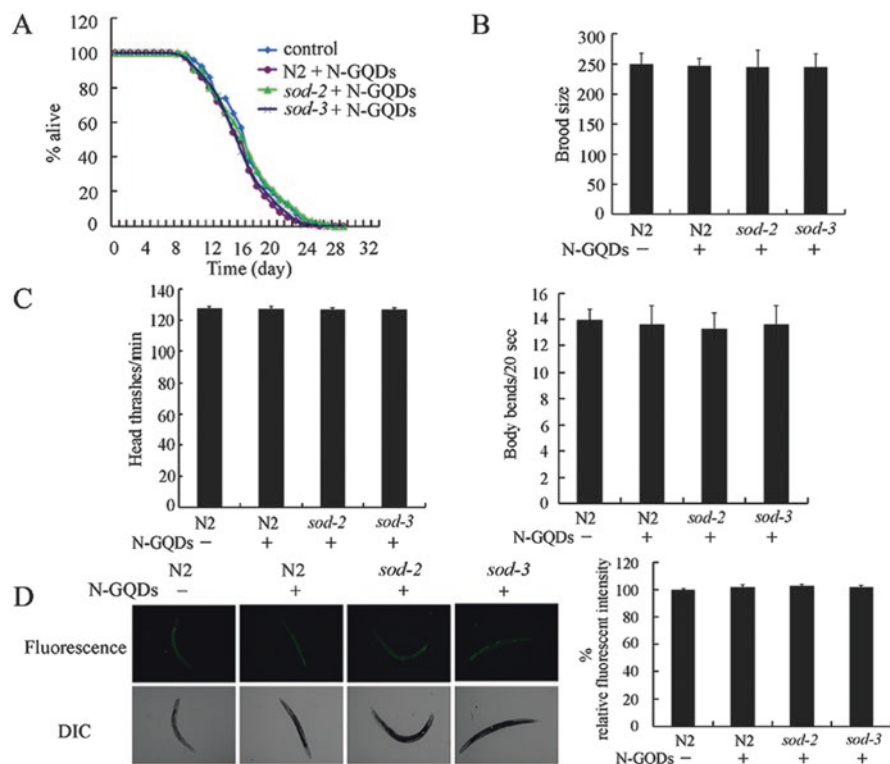 A
% alive
120
100
80
60
40
20
0
0 4 8 12 16 20 24 28 32
Time (day)
control
N2 + N-GQDs
sod-2 + N-GQDs
sod-3 + N-GQDs
B
Brood size
300
250
200
150
100
50
0
N2 N2 sod-2 sod-3
N-GQDs − + + +
C
Head thrashes/min
140
120
100
80
60
40
20
0
N2 N2 sod-2 sod-3
N-GQDs − + + +
Body bends/20 sec
16
14
12
10
8
6
4
2
0
N2 N2 sod-2 sod-3
N-GQDs − + + +
D
N2 N2 sod-2 sod-3
N-GQDs − + + +
Fluorescence
DIC
%
relative fluorescent intensity
120
100
80
60
40
20
0
N2 N2 sod-2 sod-3
N-GQDs − + + +